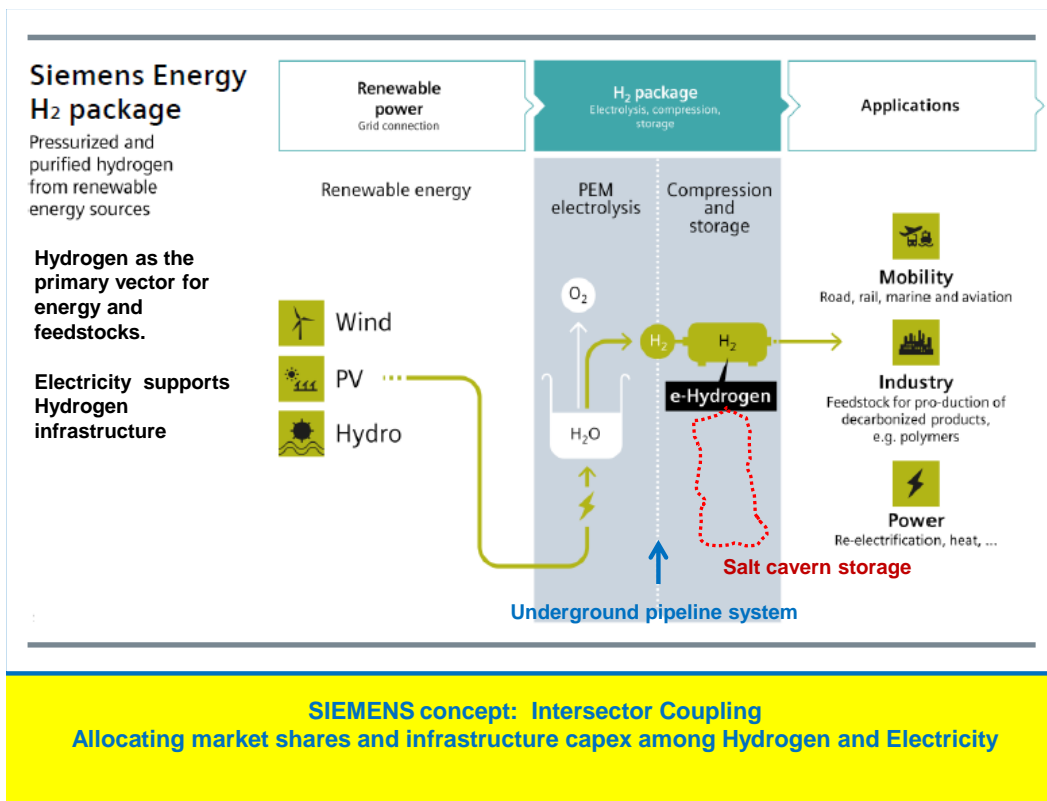 Siemens Energy
H2 package
Pressurized and
purified hydrogen
from renewable
energy sources
Hydrogen as the
primary vector for
energy and
feedstocks.
Electricity supports
Hydrogen
infrastructure
Renewable
power
Grid connection
H2 package
Electrolysis, compression,
storage
Applications
Renewable energy
PEM
electrolysis
Compression
and
storage
Wind
PV
Hydro
O2
H2O
H2
H2
e-Hydrogen
Mobility
Road, rail, marine and aviation
Industry
Feedstock for pro-duction of
decarbonized products,
e.g. polymers
Power
Re-electrification, heat, ...
Salt cavern storage
Underground pipeline system
SIEMENS concept: Intersector Coupling
Allocating market shares and infrastructure capex among Hydrogen and Electricity